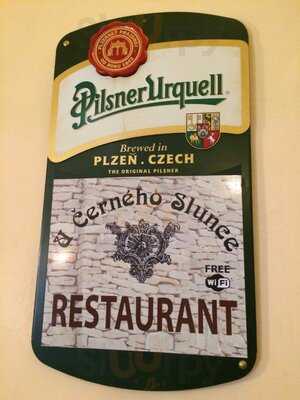 Pilsner Urquell
Brewed in
PLZEŇ . CZECH
THE ORIGINAL PILSNER
U Černého Slunce
FREE
WiFi
RESTAURANT